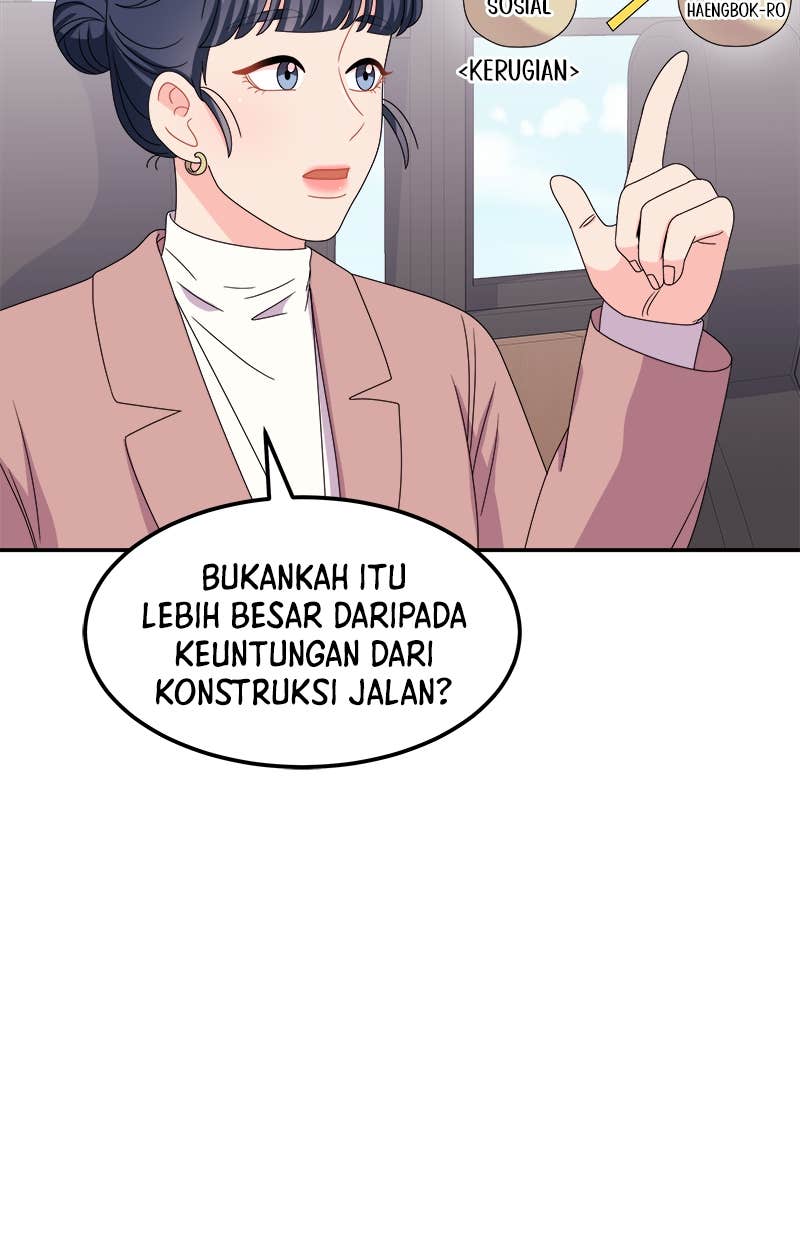 SOSIAL
HAENGBOK-RO
<KERUGIAN>
BUKANKAH ITU
LEBIH BESAR DARIPADA
KEUNTUNGAN DARI
KONSTRUKSI JALAN?